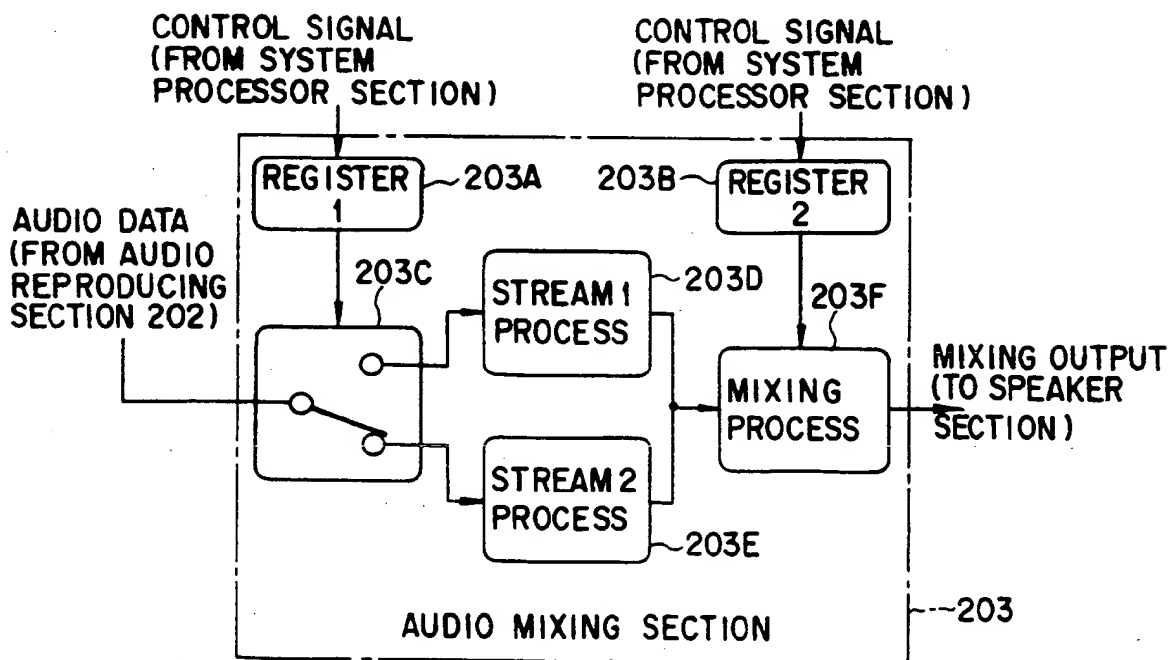 CONTROL SIGNAL
(FROM SYSTEM
PROCESSOR SECTION)
CONTROL SIGNAL
(FROM SYSTEM
PROCESSOR SECTION)
REGISTER
1
203A
203B
REGISTER
2
AUDIO DATA
(FROM AUDIO
REPRODUCING
SECTION 202)
203C
STREAM 1
PROCESS
203D
203F
MIXING
PROCESS
MIXING OUTPUT
(TO SPEAKER
SECTION)
STREAM 2
PROCESS
203E
AUDIO MIXING SECTION
203